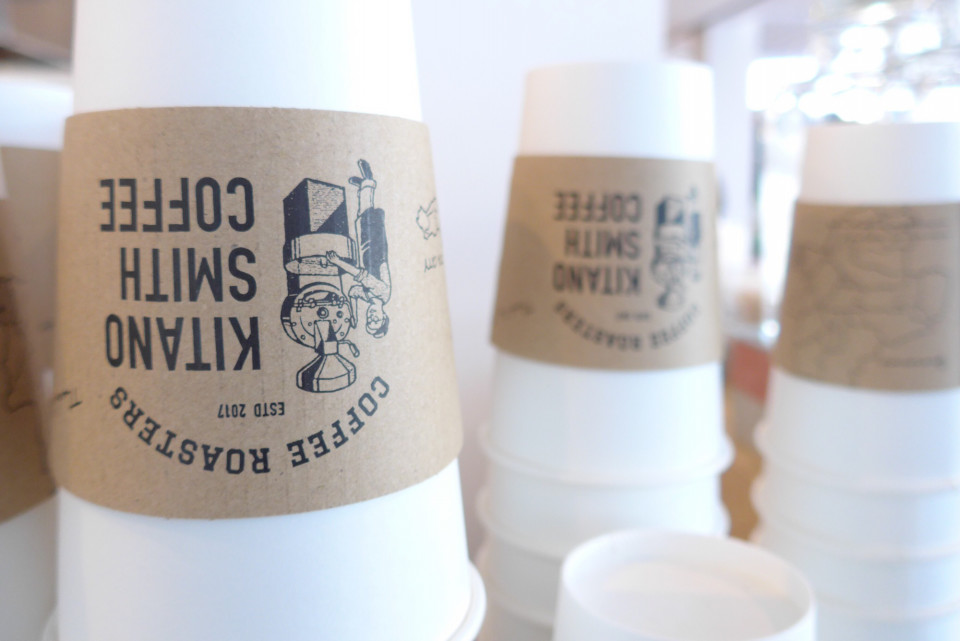 COFFEE ROASTERS
ESTD 2017
KITANO
SMITH
COFFEE
COFFEE ROASTERS
KITANO
SMITH
COFFEE